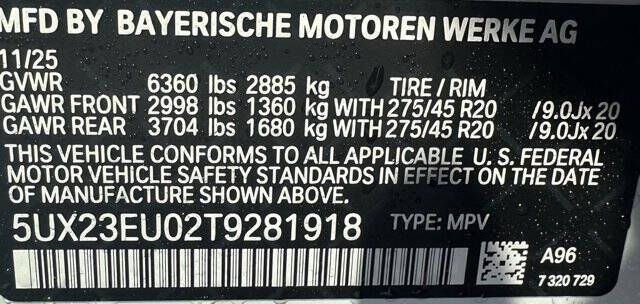 MFD BY BAYERISCHE MOTOREN WERKE AG
11/25
GVWR 6360 lbs 2885 kg TIRE / RIM
GAWR FRONT 2998 lbs 1360 kg WITH 275/45 R20 /9.0Jx 20
GAWR REAR 3704 lbs 1680 kg WITH 275/45 R20 /9.0Jx 20
THIS VEHICLE CONFORMS TO ALL APPLICABLE U. S. FEDERAL
MOTOR VEHICLE SAFETY STANDARDS IN EFFECT ON THE DATE
OF MANUFACTURE SHOWN ABOVE.
5UX23EU02T9281918 TYPE: MPV
A96
7 320 729